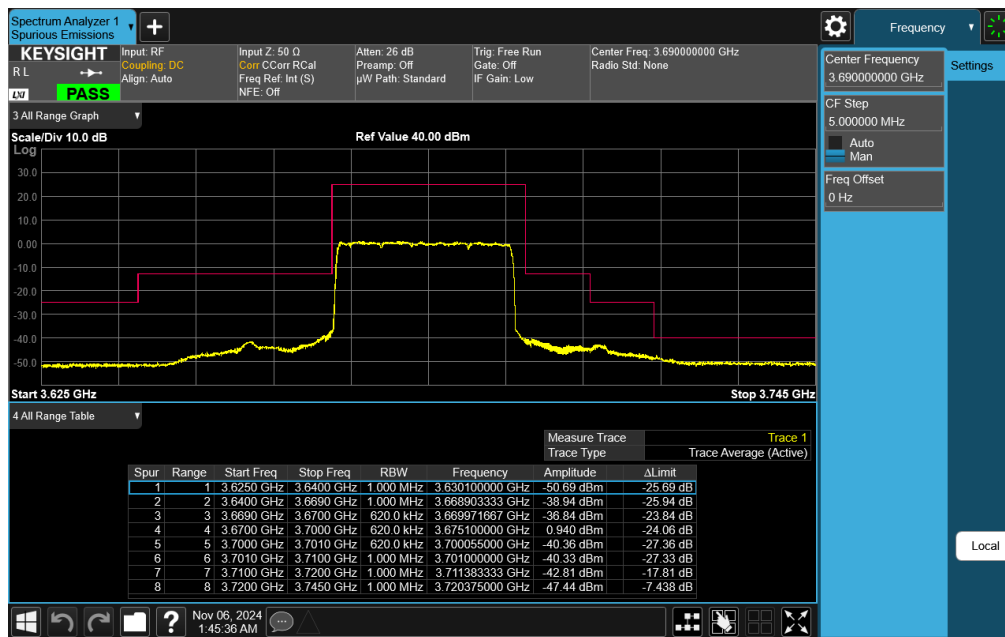 Spectrum Analyzer 1
Spurious Emissions
Frequency
KEYSIGHT
R L
LXI
PASS
Input: RF
Coupling: DC
Align: Auto
Input Z: 50 Ω
Corr CCorr RCal
Freq Ref: Int (S)
NFE: Off
Atten: 26 dB
Preamp: Off
µW Path: Standard
Trig: Free Run
Gate: Off
IF Gain: Low
Center Freq: 3.690000000 GHz
Radio Std: None
Center Frequency
3.690000000 GHz
Settings
CF Step
5.000000 MHz
Auto
Man
Freq Offset
0 Hz
Local
3 All Range Graph
Scale/Div 10.0 dB
Ref Value 40.00 dBm
Log
30.0
20.0
10.0
0.00
-10.0
-20.0
-30.0
-40.0
-50.0
Start 3.625 GHz
Stop 3.745 GHz
4 All Range Table
Measure Trace Trace 1
Trace Type Trace Average (Active)
Spur Range Start Freq Stop Freq RBW Frequency Amplitude ΔLimit
1 1 3.6250 GHz 3.6400 GHz 1.000 MHz 3.630100000 GHz -50.69 dBm -25.69 dB
2 2 3.6400 GHz 3.6690 GHz 1.000 MHz 3.668903333 GHz -38.94 dBm -25.94 dB
3 3 3.6690 GHz 3.6700 GHz 620.0 kHz 3.669971667 GHz -36.84 dBm -23.84 dB
4 4 3.6700 GHz 3.7000 GHz 620.0 kHz 3.675100000 GHz 0.940 dBm -24.06 dB
5 5 3.7000 GHz 3.7010 GHz 620.0 kHz 3.700055000 GHz -40.36 dBm -27.36 dB
6 6 3.7010 GHz 3.7100 GHz 1.000 MHz 3.701000000 GHz -40.33 dBm -27.33 dB
7 7 3.7100 GHz 3.7200 GHz 1.000 MHz 3.711383333 GHz -42.81 dBm -17.81 dB
8 8 3.7200 GHz 3.7450 GHz 1.000 MHz 3.720375000 GHz -47.44 dBm -7.438 dB
Nov 06, 2024
1:45:36 AM